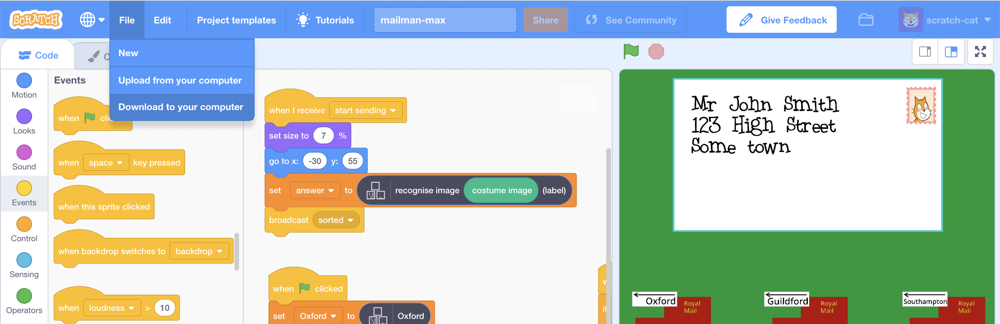 SCRATCH
File
Edit
Project templates
Tutorials
mailman-max
Share
See Community
Give Feedback
scratch-cat
New
Upload from your computer
Download to your computer
Code
Motion
Looks
Sound
Events
Control
Sensing
Operators
Events
when
when space key pressed
when this sprite clicked
when backdrop switches to backdrop
when loudness > 10
when I receive start sending
set size to 7 %
go to x: -30 y: 55
set answer to recognise image costume image (label)
broadcast sorted
when clicked
set Oxford to Oxford
Mr John Smith
123 High Street
Some town
Oxford
Royal
Mail
Guildford
Royal
Mail
Southampton
Royal
Mail